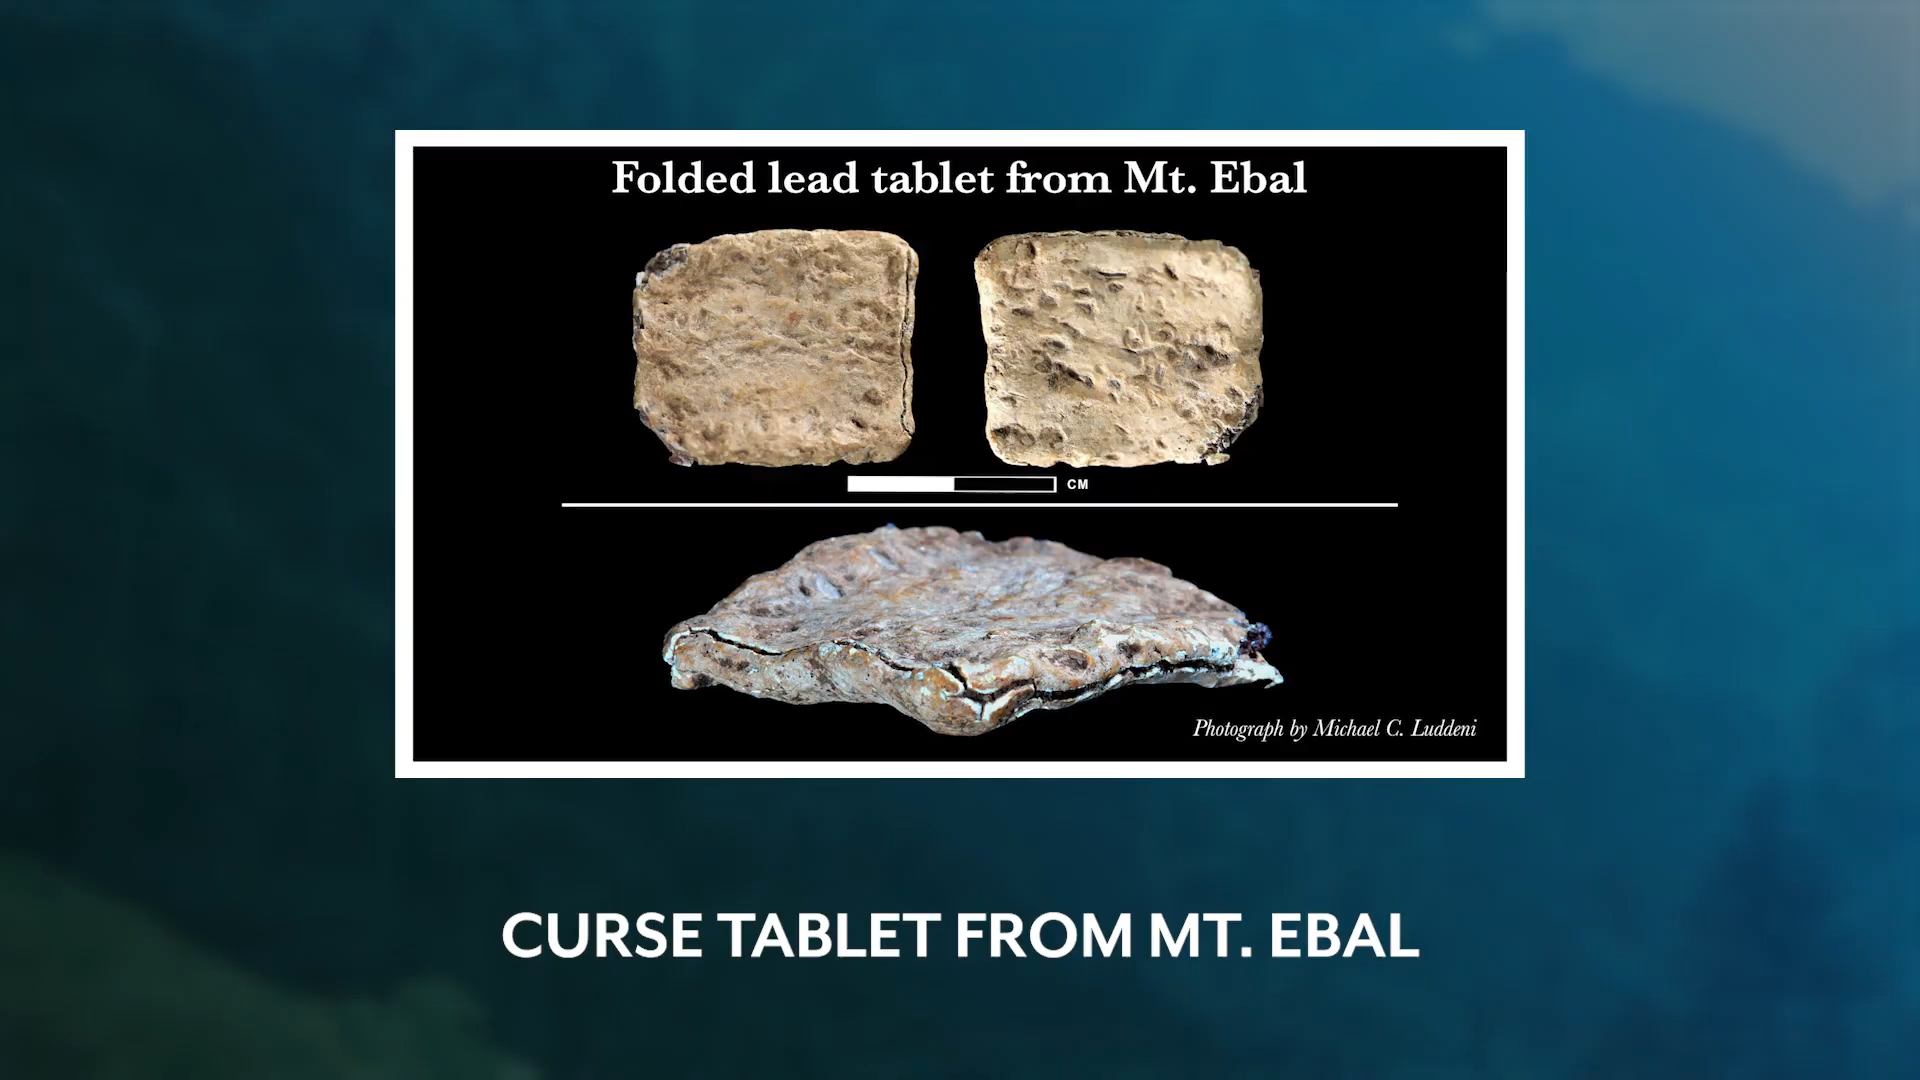 Folded lead tablet from Mt. Ebal
CM
Photograph by Michael C. Luddeni
CURSE TABLET FROM MT. EBAL